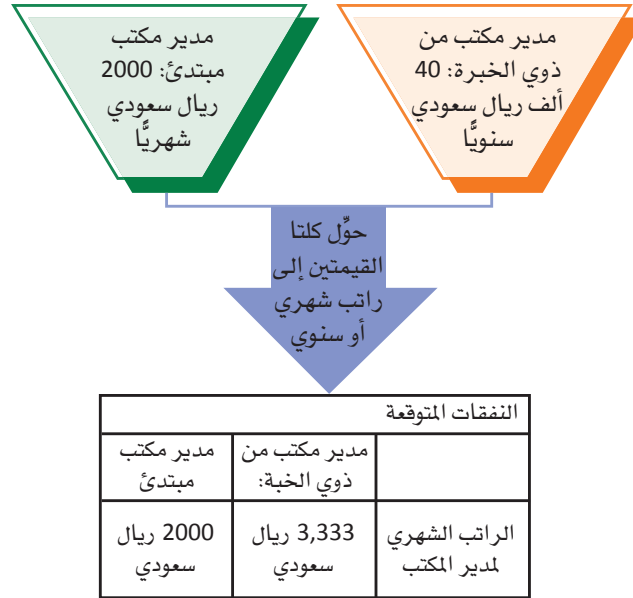 مدير مكتب من
ذوي الخبرة: 40
ألف ريال سعودي
سنويًّا
مدير مكتب
مبتدئ: 2000
ريال سعودي
شهريًّا
حوِّل كلتا
القيمتين إلى
راتب شهري
أو سنوي
النفقات المتوقعة
مدير مكتب من
ذوي الخبة:
مدير مكتب
مبتدئ
الراتب الشهري
لمدير المكتب
3,333 ريال
سعودي
2000 ريال
سعودي